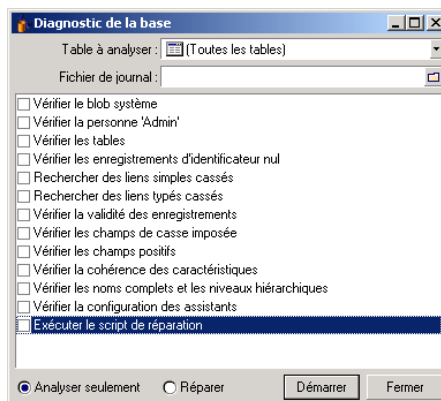 Diagnostic de la base
Table à analyser : (Toutes les tables)
Fichier de journal :
Vérifier le blob système
Vérifier la personne 'Admin'
Vérifier les tables
Vérifier les enregistrements d'identificateur nul
Rechercher des liens simples cassés
Rechercher des liens typés cassés
Vérifier la validité des enregistrements
Vérifier les champs de casse imposée
Vérifier les champs positifs
Vérifier la cohérence des caractéristiques
Vérifier les noms complets et les niveaux hiérarchiques
Vérifier la configuration des assistants
Exécuter le script de réparation
Analyser seulement Réparer Démarrer Fermer